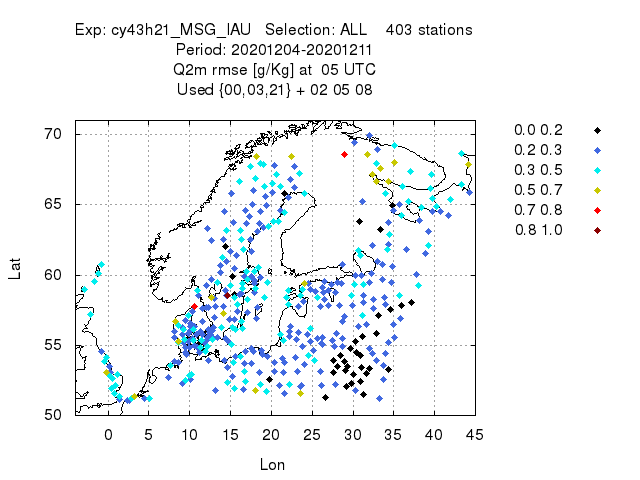 Exp: cy43h21_MSG_IAU   Selection: ALL    403 stations
Period: 20201204-20201211
Q2m rmse [g/Kg] at  05 UTC
Used {00,03,21} + 02 05 08
0.0 0.2
0.2 0.3
0.3 0.5
0.5 0.7
0.7 0.8
0.8 1.0
70
65
60
55
50
Lat
0 5 10 15 20 25 30 35 40 45
Lon